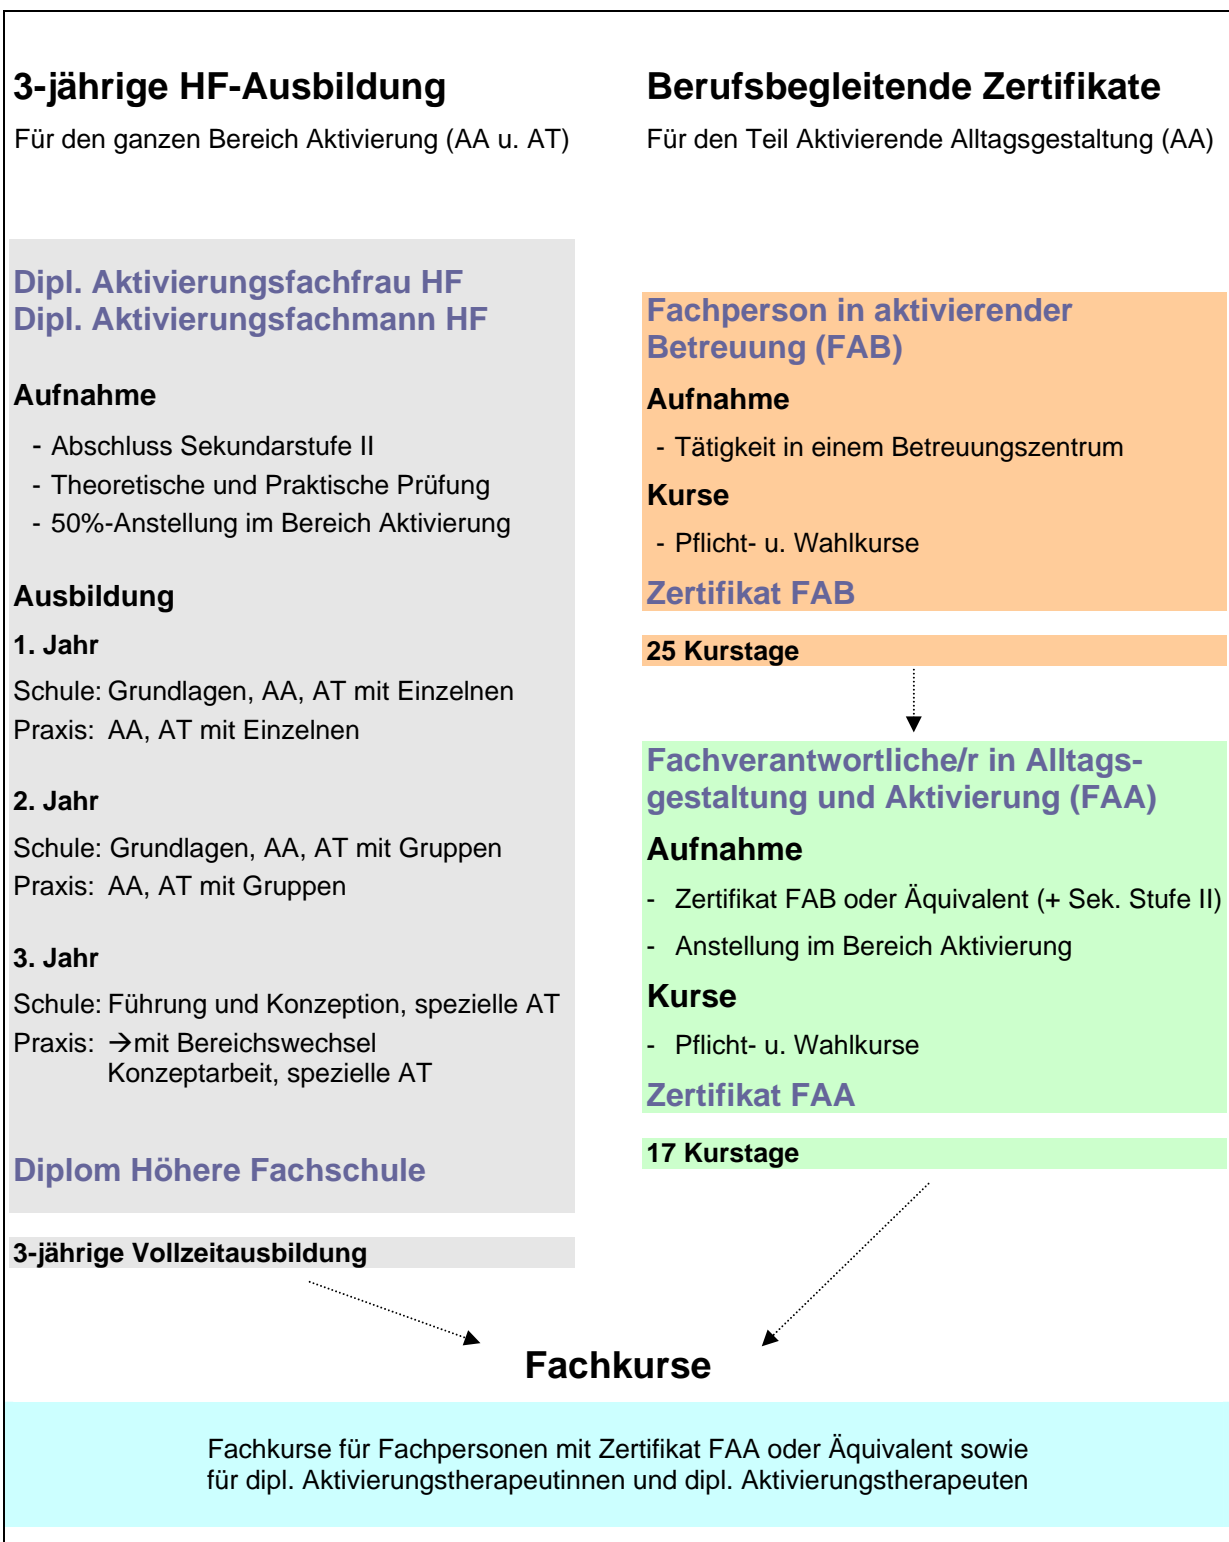 3-jährige HF-Ausbildung
Für den ganzen Bereich Aktivierung (AA u. AT)
Dipl. Aktivierungsfachfrau HF
Dipl. Aktivierungsfachmann HF
Aufnahme
- Abschluss Sekundarstufe II
- Theoretische und Praktische Prüfung
- 50%-Anstellung im Bereich Aktivierung
Ausbildung
1. Jahr
Schule: Grundlagen, AA, AT mit Einzelnen
Praxis: AA, AT mit Einzelnen
2. Jahr
Schule: Grundlagen, AA, AT mit Gruppen
Praxis: AA, AT mit Gruppen
3. Jahr
Schule: Führung und Konzeption, spezielle AT
Praxis: →mit Bereichswechsel
Konzeptarbeit, spezielle AT
Diplom Höhere Fachschule
3-jährige Vollzeitausbildung
Berufsbegleitende Zertifikate
Für den Teil Aktivierende Alltagsgestaltung (AA)
Fachperson in aktivierender
Betreuung (FAB)
Aufnahme
- Tätigkeit in einem Betreuungszentrum
Kurse
- Pflicht- u. Wahlkurse
Zertifikat FAB
25 Kurstage
Fachverantwortliche/r in Alltags-
gestaltung und Aktivierung (FAA)
Aufnahme
- Zertifikat FAB oder Äquivalent (+ Sek. Stufe II)
- Anstellung im Bereich Aktivierung
Kurse
- Pflicht- u. Wahlkurse
Zertifikat FAA
17 Kurstage
Fachkurse
Fachkurse für Fachpersonen mit Zertifikat FAA oder Äquivalent sowie
für dipl. Aktivierungstherapeutinnen und dipl. Aktivierungstherapeuten